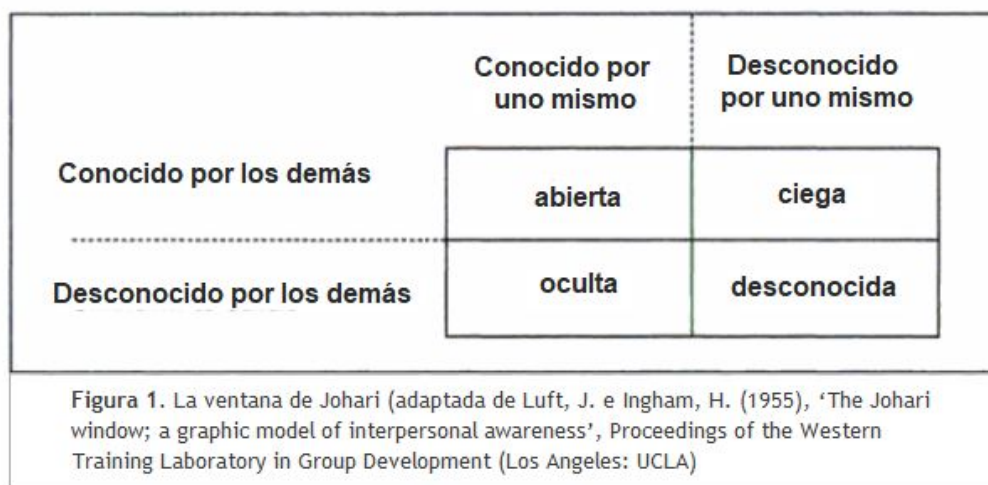 Conocido por
uno mismo
Desconocido
por uno mismo
Conocido por los demás
abierta
ciega
Desconocido por los demás
oculta
desconocida
Figura 1. La ventana de Johari (adaptada de Luft, J. e Ingham, H. (1955), ‘The Johari
window; a graphic model of interpersonal awareness’, Proceedings of the Western
Training Laboratory in Group Development (Los Angeles: UCLA)